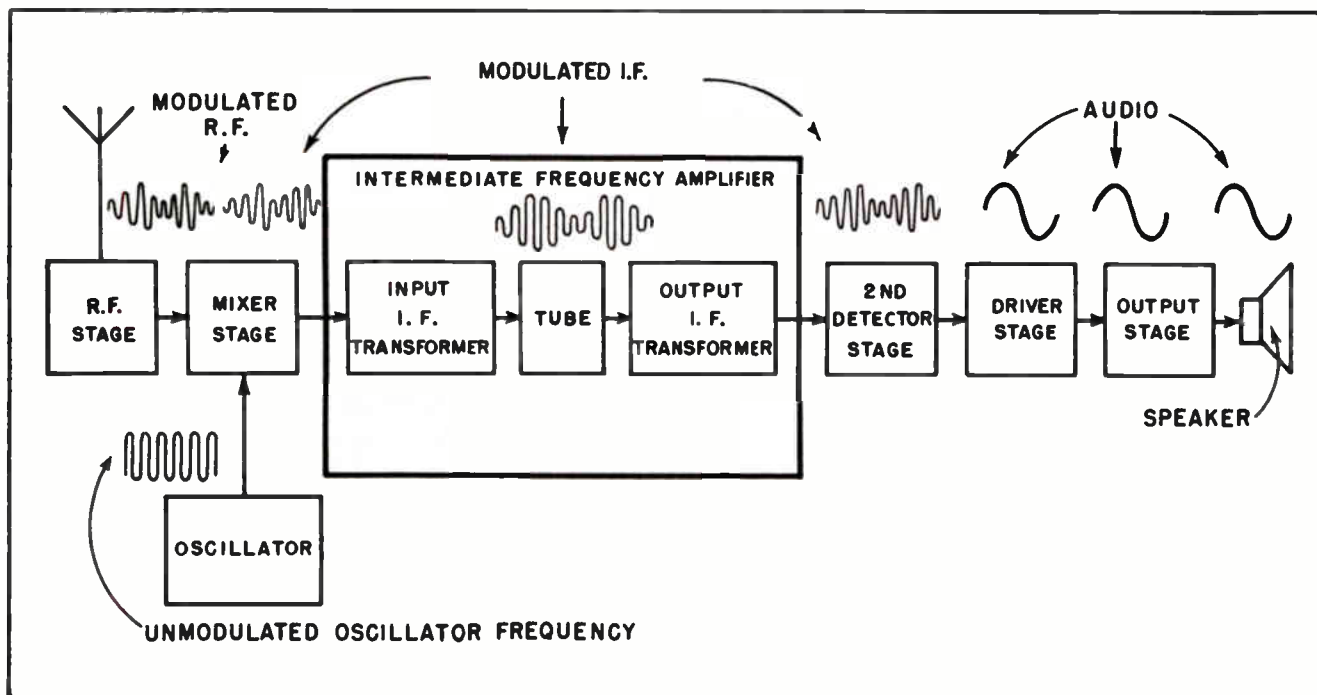 MODULATED I.F.
MODULATED
R.F.
AUDIO
INTERMEDIATE FREQUENCY AMPLIFIER
R.F.
STAGE
MIXER
STAGE
INPUT
I. F.
TRANSFORMER
TUBE
OUTPUT
I. F.
TRANSFORMER
2ND
DETECTOR
STAGE
DRIVER
STAGE
OUTPUT
STAGE
SPEAKER
OSCILLATOR
UNMODULATED OSCILLATOR FREQUENCY